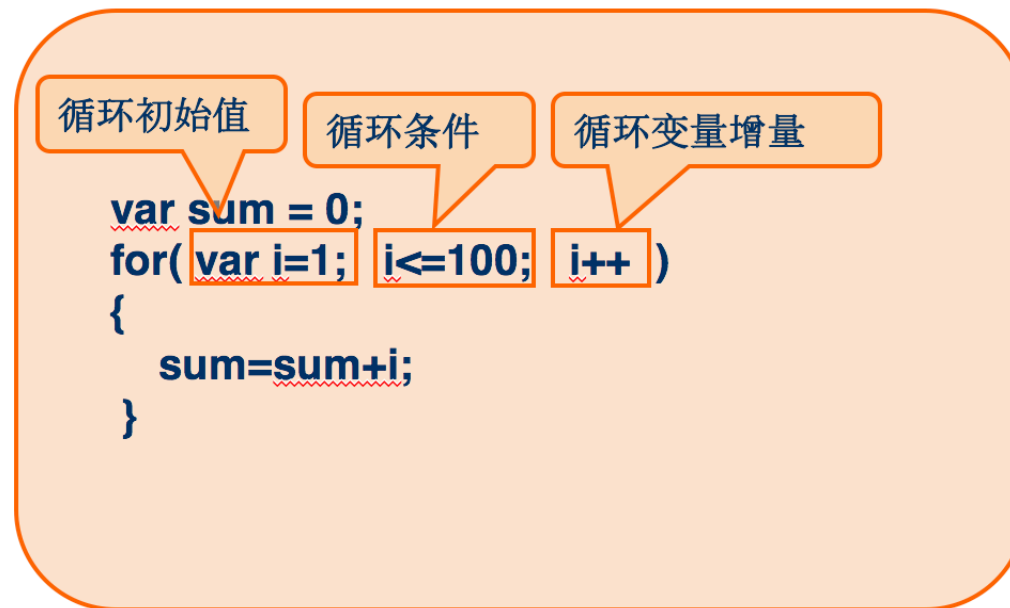 循环初始值
循环条件
循环变量增量
var sum = 0;
for( var i=1; i<=100; i++ )
{
sum=sum+i;
}